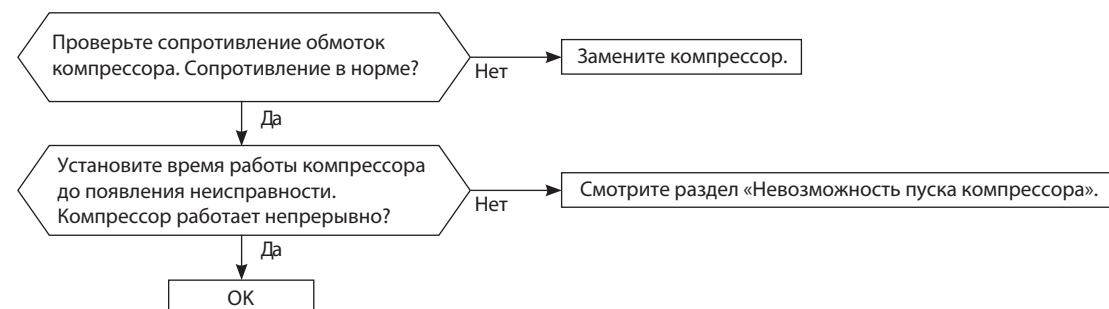 Проверьте сопротивление обмоток
компрессора. Сопротивление в норме?
Нет
Замените компрессор.
Да
Установите время работы компрессора
до появления неисправности.
Компрессор работает непрерывно?
Нет
Смотрите раздел «Невозможность пуска компрессора».
Да
OK